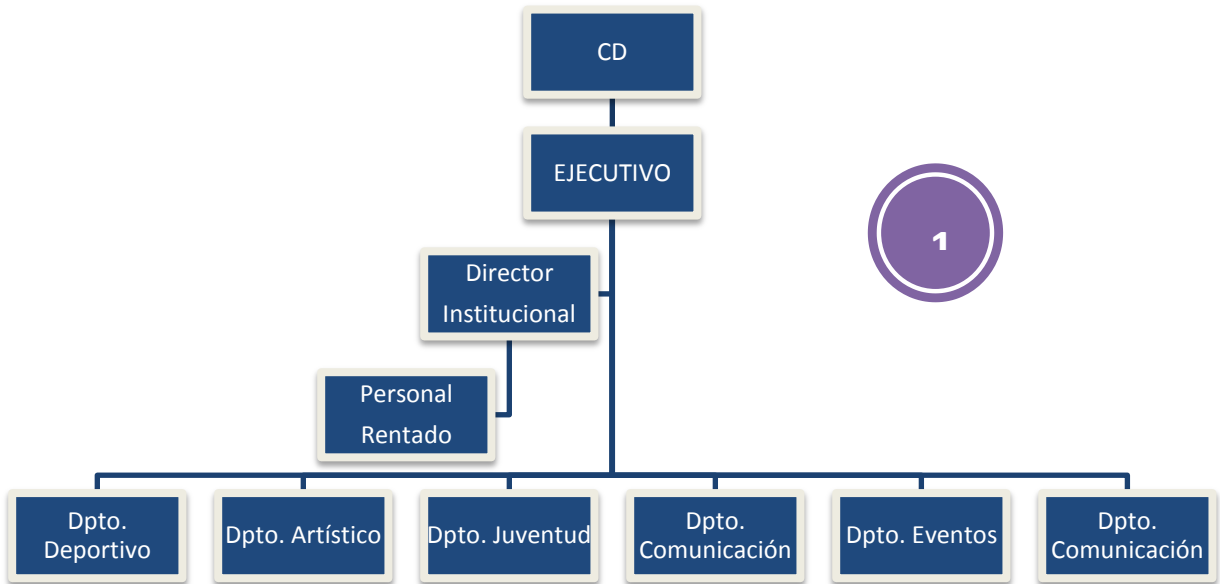 CD
EJECUTIVO
1
Director
Institucional
Personal
Rentado
Dpto.
Deportivo
Dpto. Artístico
Dpto. Juventud
Dpto.
Comunicación
Dpto. Eventos
Dpto.
Comunicación